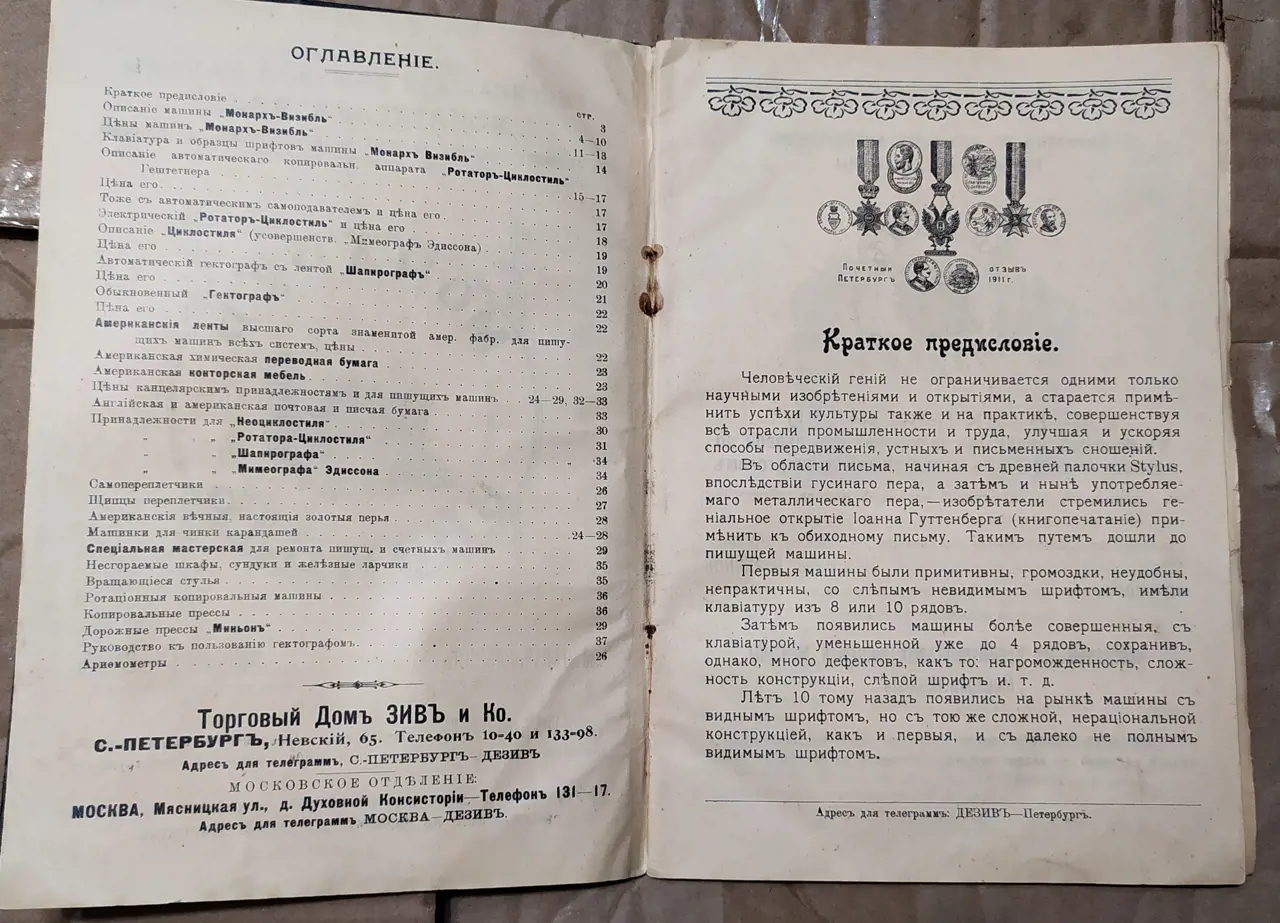 ОГЛАВЛЕНІЕ.
СТР.
Краткое предисловіе 3
Описаніе машины „Монархъ-Визибль“ 4—10
Цѣны машинъ „Монархъ-Визибль“ 11—13
Клавіатура и образцы шрифтовъ машины „Монархъ Визибль“ 14
Описаніе автоматическаго копировальн. аппарата „Ротаторъ-Циклостиль“
Гештетнера 15—17
Цѣна его 17
Тоже съ автоматическимъ самоподавателемъ и цѣна его 17
Электрическій „Ротаторъ-Циклостиль“ и цѣна его 18
Описаніе „Циклостиля“ (усовершенств. „Мимеографъ Эдиссона) 19
Цѣна его 19
Автоматическій гектографъ съ лентой „Шапирографъ“ 20
Цѣна его 21
Обыкновенный „Гектографъ“ 22
Цѣна его 22
Американскія ленты высшаго сорта знаменитой амер. фабр. для пишу-
щихъ машинъ всѣхъ системъ, цѣны 22
Американская химическая переводная бумага 23
Американская конторская мебель 23
Цѣны канцелярскимъ принадлежностямъ и для пишущихъ машинъ 24—29, 32—33
Англійская и американская почтовая и писчая бумага 33
Принадлежности для „Неоциклостиля“ 30
„ „ „Ротатора-Циклостиля“ 31
„ „ „Шапирографа“ „ 34
„ „ „Мимеографа“ Эдиссона 34
Самопереплетчики 26
Щипцы переплетчики 27
Американскія вѣчныя, настоящія золотыя перья 28
Машинки для чинки карандашей 24—28
Спеціальная мастерская для ремонта пишущ. и счетныхъ машинъ 29
Несгораемые шкафы, сундуки и желѣзные ларчики 35
Вращающіеся стулья 35
Ротаціонныя копировальныя машины 36
Копировальные прессы 36
Дорожные прессы „Миньонъ“ 29
Руководство къ пользованію гектографомъ 37
Ариемометры 26
Торговый Домъ ЗИВЪ и Ко.
С.-ПЕТЕРБУРГЪ, Невскій, 65. Телефонъ 10-40 и 133-98.
Адресъ для телеграммъ, С.-ПЕТЕРБУРГЪ-ДЕЗИВЪ
МОСКОВСКОЕ ОТДѢЛЕНІЕ:
МОСКВА, Мясницкая ул., д. Духовной Консисторіи—Телефонъ 131—17.
Адресъ для телеграммъ МОСКВА—ДЕЗИВЪ.
ПОЧЕТНЫЙ ОТЗЫВЪ
ПЕТЕРБУРГЪ 1911 г.
Краткое предисловіе.
Человѣческій геній не ограничивается одними только
научными изобрѣтеніями и открытіями, а старается примѣ-
нить успѣхи культуры также и на практикѣ, совершенствуя
всѣ отрасли промышленности и труда, улучшая и ускоряя
способы передвиженія, устныхъ и письменныхъ сношеній.
Въ области письма, начиная съ древней палочки Stylus,
впослѣдствіи гусинаго пера, а затѣмъ и нынѣ употребляе-
маго металлическаго пера,—изобрѣтатели стремились ге-
ніальное открытіе Іоанна Гуттенберга (книгопечатаніе) при-
мѣнить къ обиходному письму. Такимъ путемъ дошли до
пишущей машины.
Первыя машины были примитивны, громоздки, неудобны,
непрактичны, со слѣпымъ невидимымъ шрифтомъ, имѣли
клавіатуру изъ 8 или 10 рядовъ.
Затѣмъ появились машины болѣе совершенныя, съ
клавіатурой, уменьшенной уже до 4 рядовъ, сохранивъ,
однако, много дефектовъ, какъ то: нагроможденность, слож-
ность конструкціи, слѣпой шрифтъ и. т. д.
Лѣтъ 10 тому назадъ появились на рынкѣ машины съ
виднымъ шрифтомъ, но съ тою же сложной, нераціональной
конструкціей, какъ и первыя, и съ далеко не полнымъ
видимымъ шрифтомъ.
Адресъ для телеграммъ: ДЕЗИВЪ—Петербургъ.